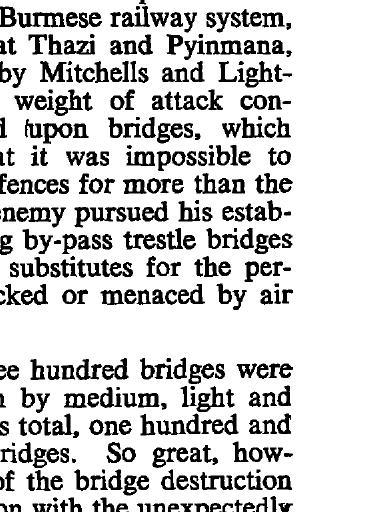 Burmese railway system,
at Thazi and Pyinmana,
by Mitchells and Light-
weight of attack con-
upon bridges, which
at it was impossible to
fences for more than the
enemy pursued his estab-
g by-pass trestle bridges
substitutes for the per-
cked or menaced by air
ee hundred bridges were
n by medium, light and
s total, one hundred and
ridges. So great, how-
of the bridge destruction
on with the unexpectedly